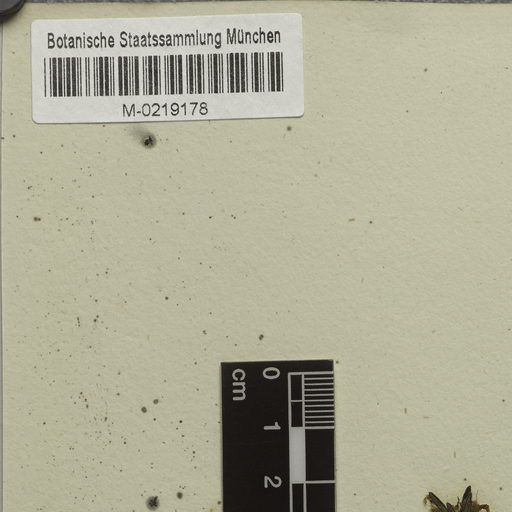 Botanische Staatssammlung München
M-0219178
cm
0
1
2